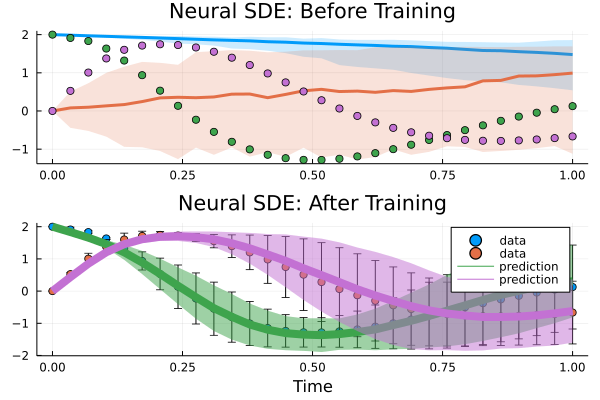 Neural SDE: Before Training
2
1
0
−1
0.00 0.25 0.50 0.75 1.00
Neural SDE: After Training
2
1
0
−1
−2
data
data
prediction
prediction
0.00 0.25 0.50 0.75 1.00
Time